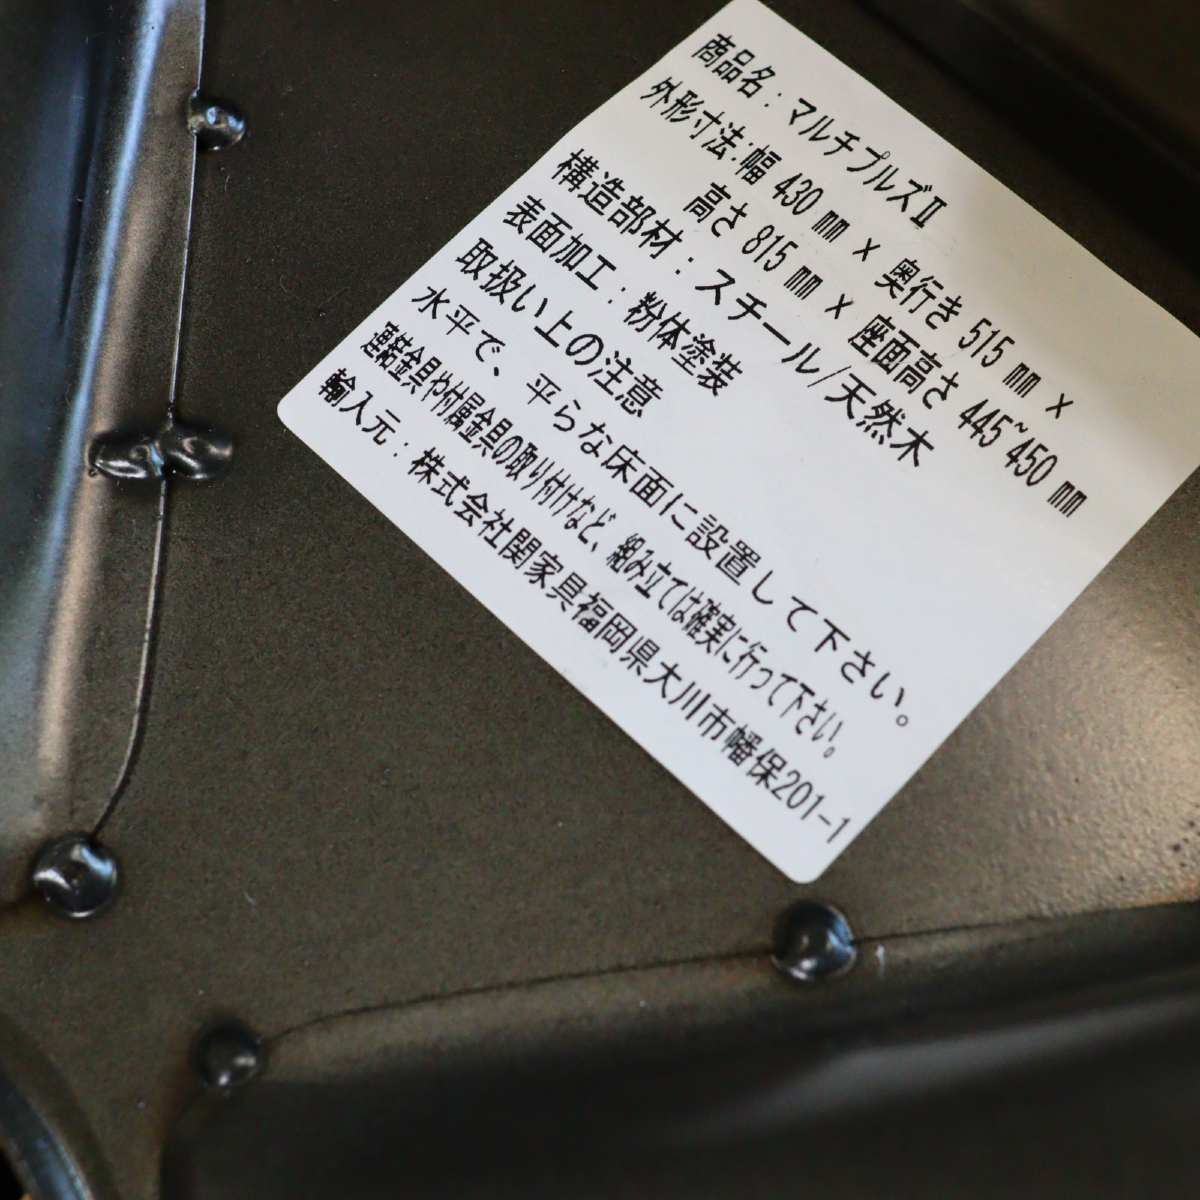 商品名：マルチプルズⅡ
外形寸法:幅 430 ㎜ x 奥行き 515 ㎜ x
高さ 815 ㎜ x 座面高さ 445~450 ㎜
構造部材：スチール/天然木
表面加工：粉体塗装
取扱い上の注意
水平で、平らな床面に設置して下さい。
連結金具や付属金具の取り付けなど、組み立ては確実に行って下さい。
輸入元：株式会社関家具福岡県大川市幡保201-1